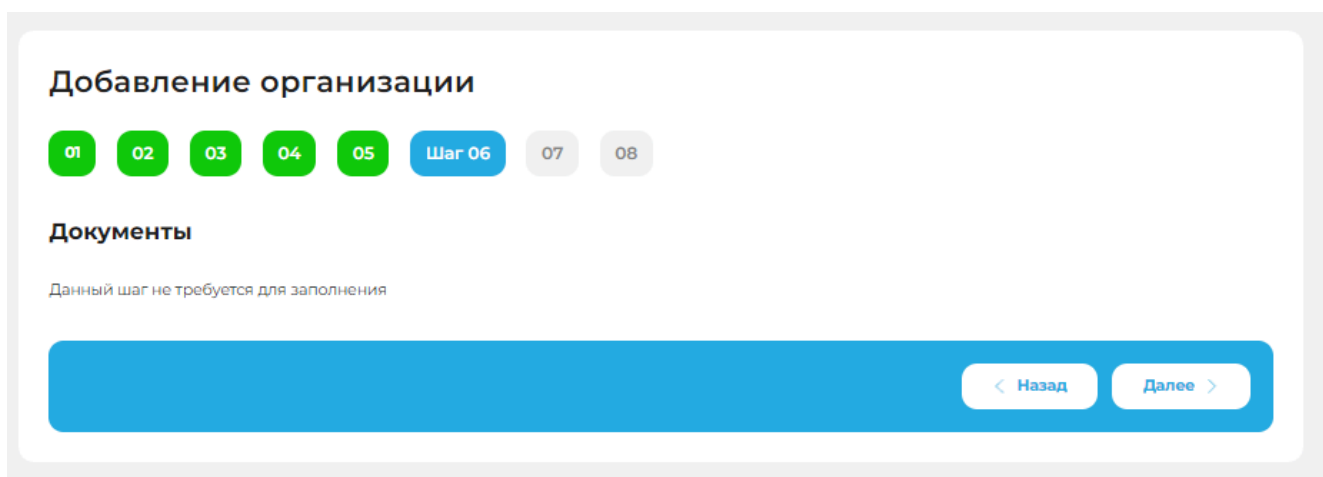 Добавление организации
01 02 03 04 05 Шаг 06 07 08
Документы
Данный шаг не требуется для заполнения
Назад Далее